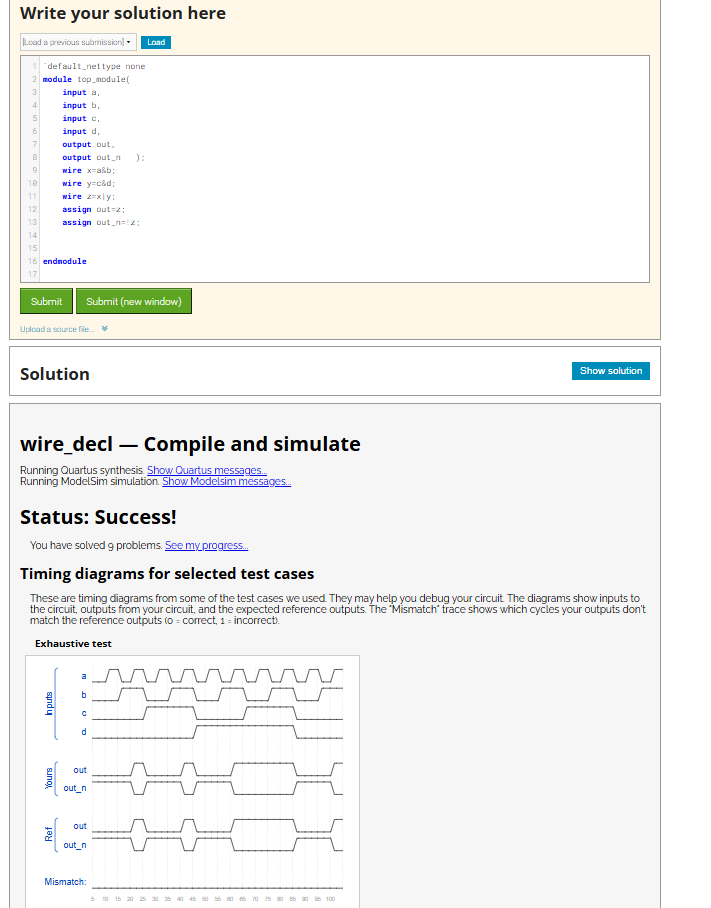 Write your solution here
[Load a previous submission]
Load
1 `default_nettype none
2 module top_module(
3 input a,
4 input b,
5 input c,
6 input d,
7 output out,
8 output out_n );
9 wire x=a&b;
10 wire y=c&d;
11 wire z=x|y;
12 assign out=z;
13 assign out_n=!z;
14
15
16 endmodule
17
Submit Submit (new window)
Upload a source file...
Solution
Show solution
wire_decl — Compile and simulate
Running Quartus synthesis. Show Quartus messages...
Running ModelSim simulation. Show Modelsim messages...
Status: Success!
You have solved 9 problems. See my progress...
Timing diagrams for selected test cases
These are timing diagrams from some of the test cases we used. They may help you debug your circuit. The diagrams show inputs to
the circuit, outputs from your circuit, and the expected reference outputs. The "Mismatch" trace shows which cycles your outputs don't
match the reference outputs (0 = correct, 1 = incorrect).
Exhaustive test
Inputs
a
b
c
d
Yours
out
out_n
Ref
out
out_n
Mismatch:
5 10 15 20 25 30 35 40 45 50 55 60 65 70 75 80 85 90 95 100